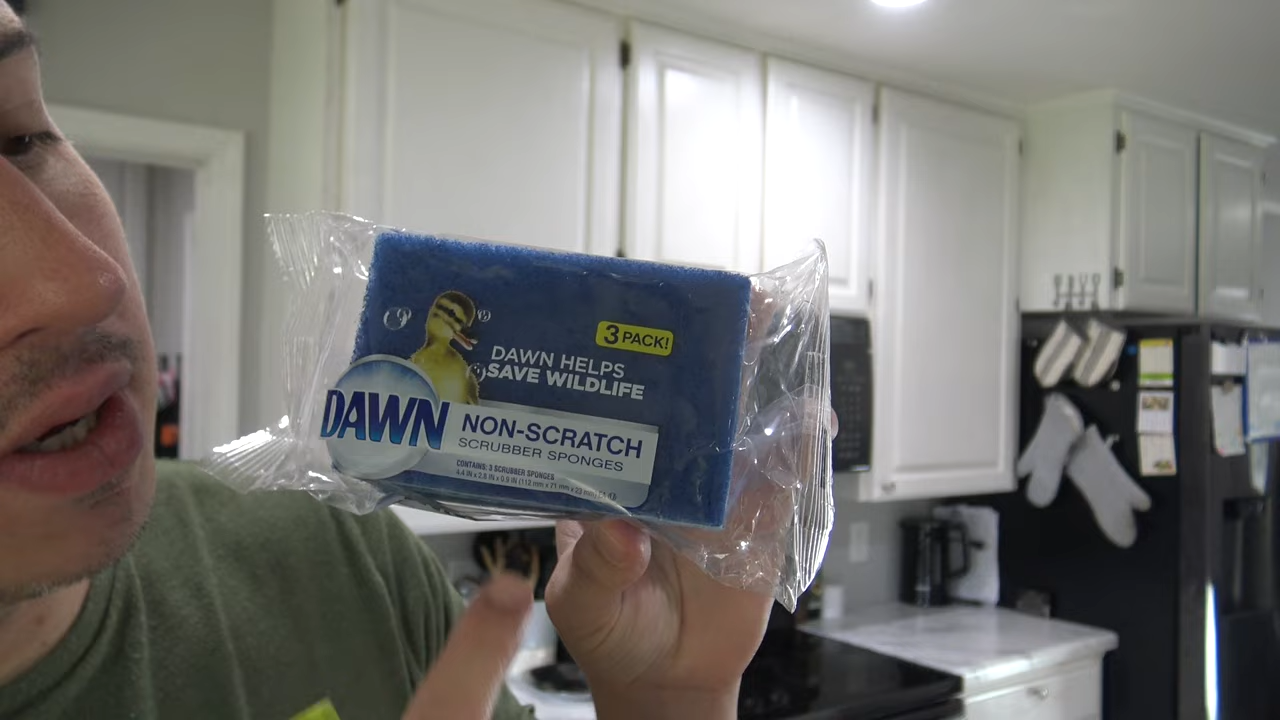 3 PACK!
DAWN HELPS
SAVE WILDLIFE
DAWN
NON-SCRATCH
SCRUBBER SPONGES
CONTAINS: 3 SCRUBBER SPONGES